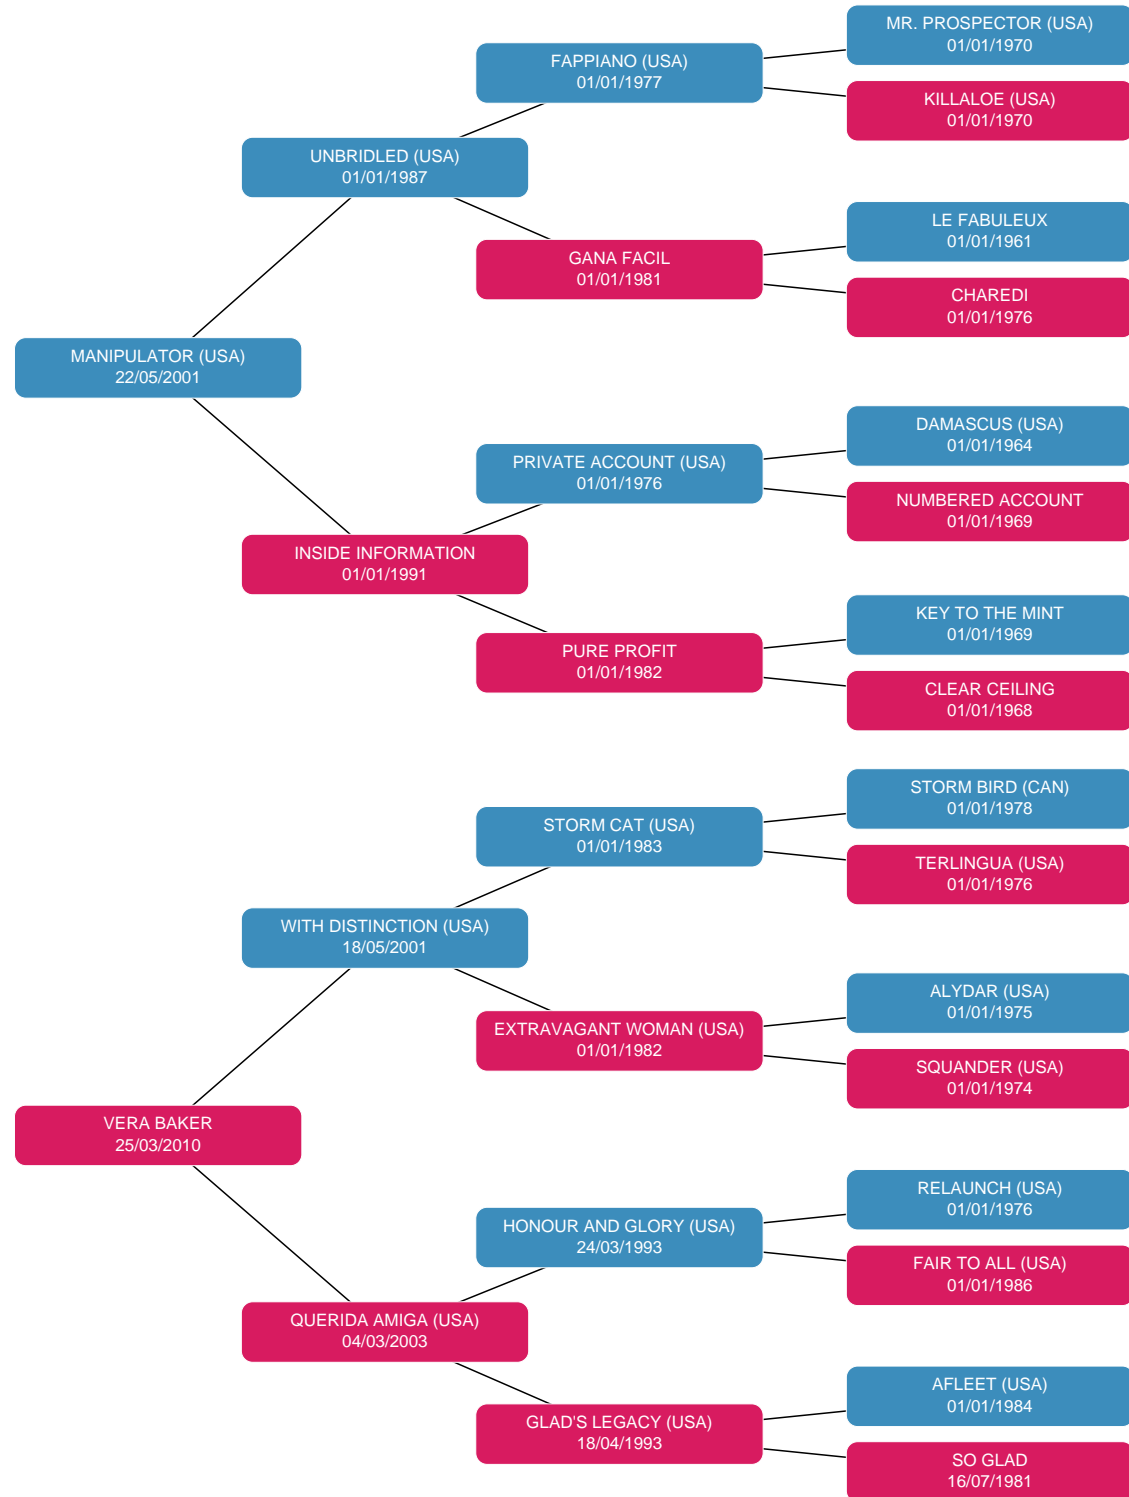 MR. PROSPECTOR (USA)
01/01/1970
FAPPIANO (USA)
01/01/1977
KILLALOE (USA)
01/01/1970
UNBRIDLED (USA)
01/01/1987
LE FABULEUX
01/01/1961
GANA FACIL
01/01/1981
CHAREDI
01/01/1976
MANIPULATOR (USA)
22/05/2001
DAMASCUS (USA)
01/01/1964
PRIVATE ACCOUNT (USA)
01/01/1976
NUMBERED ACCOUNT
01/01/1969
INSIDE INFORMATION
01/01/1991
KEY TO THE MINT
01/01/1969
PURE PROFIT
01/01/1982
CLEAR CEILING
01/01/1968
STORM BIRD (CAN)
01/01/1978
STORM CAT (USA)
01/01/1983
TERLINGUA (USA)
01/01/1976
WITH DISTINCTION (USA)
18/05/2001
ALYDAR (USA)
01/01/1975
EXTRAVAGANT WOMAN (USA)
01/01/1982
SQUANDER (USA)
01/01/1974
VERA BAKER
25/03/2010
RELAUNCH (USA)
01/01/1976
HONOUR AND GLORY (USA)
24/03/1993
FAIR TO ALL (USA)
01/01/1986
QUERIDA AMIGA (USA)
04/03/2003
AFLEET (USA)
01/01/1984
GLAD'S LEGACY (USA)
18/04/1993
SO GLAD
16/07/1981